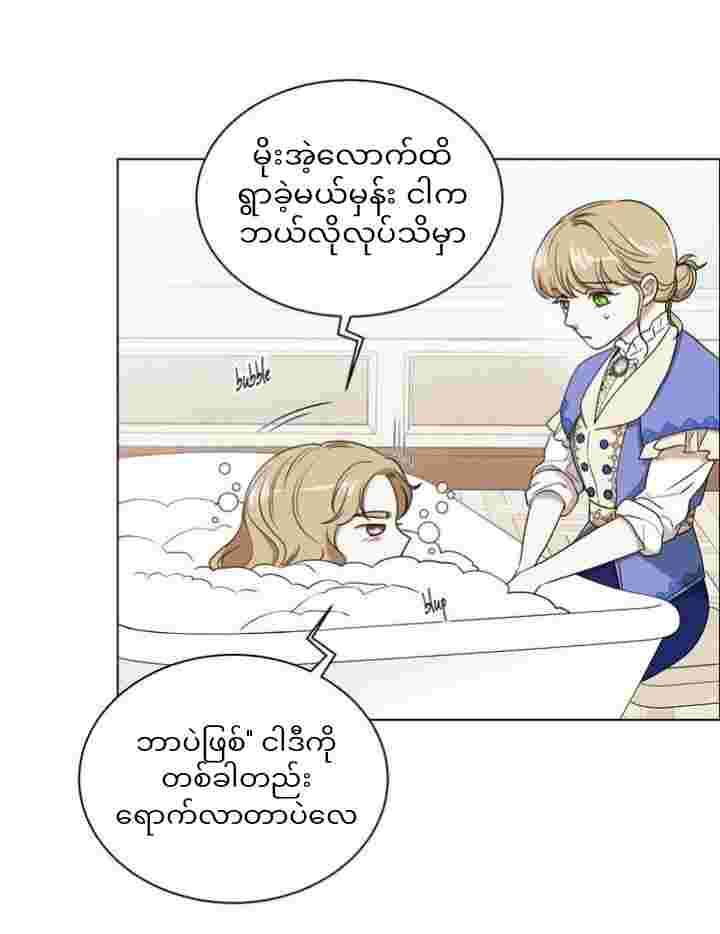 မိုးအဲ့လောက်ထိ
ရွာခဲ့မယ်မှန်း ငါက
ဘယ်လိုလုပ်သိမှာ
bubble
blup
ဘာပဲဖြစ်" ငါဒီကို
တစ်ခါတည်း
ရောက်လာတာပဲလေ